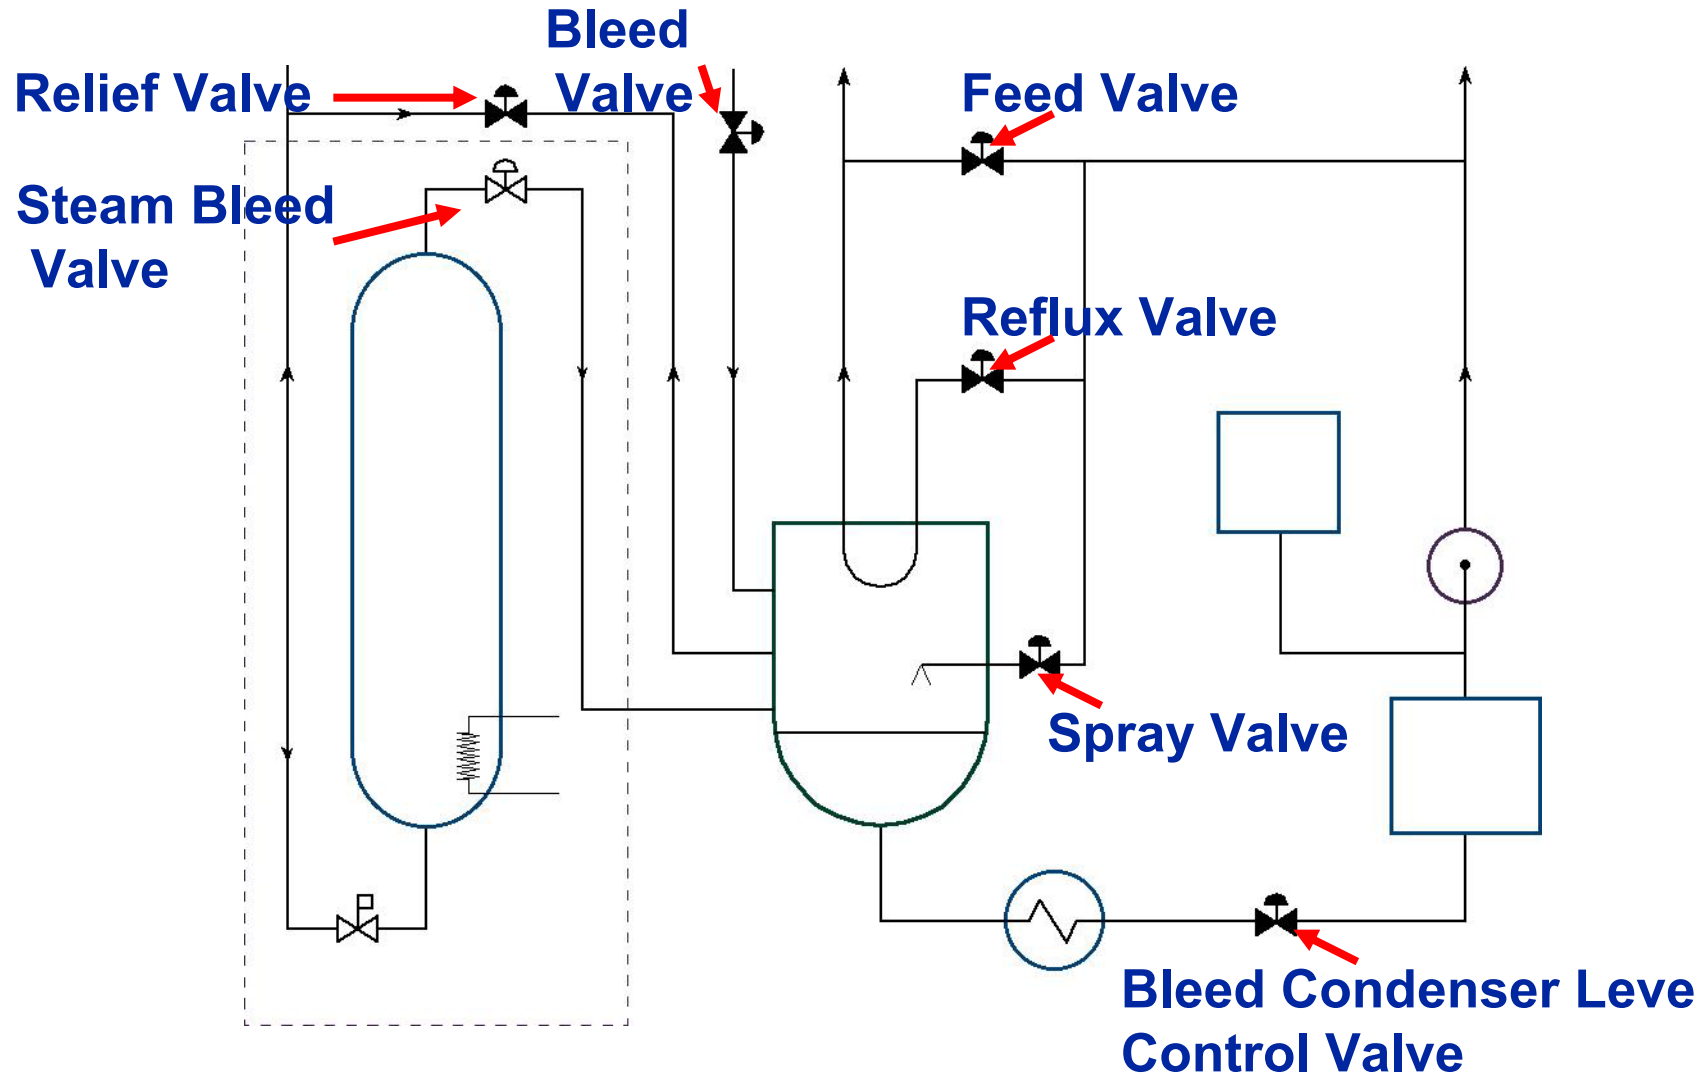 Bleed
Valve
Relief Valve
Feed Valve
Steam Bleed
Valve
Reflux Valve
Spray Valve
Bleed Condenser Leve
Control Valve